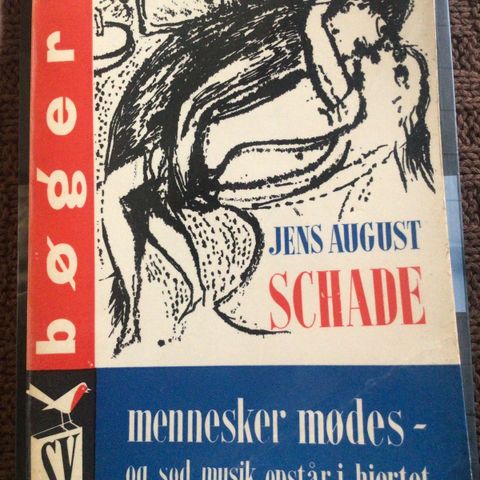 bøger
JENS AUGUST
SCHADE
mennesker mødes -
og sød musik opstår i hjertet
SV